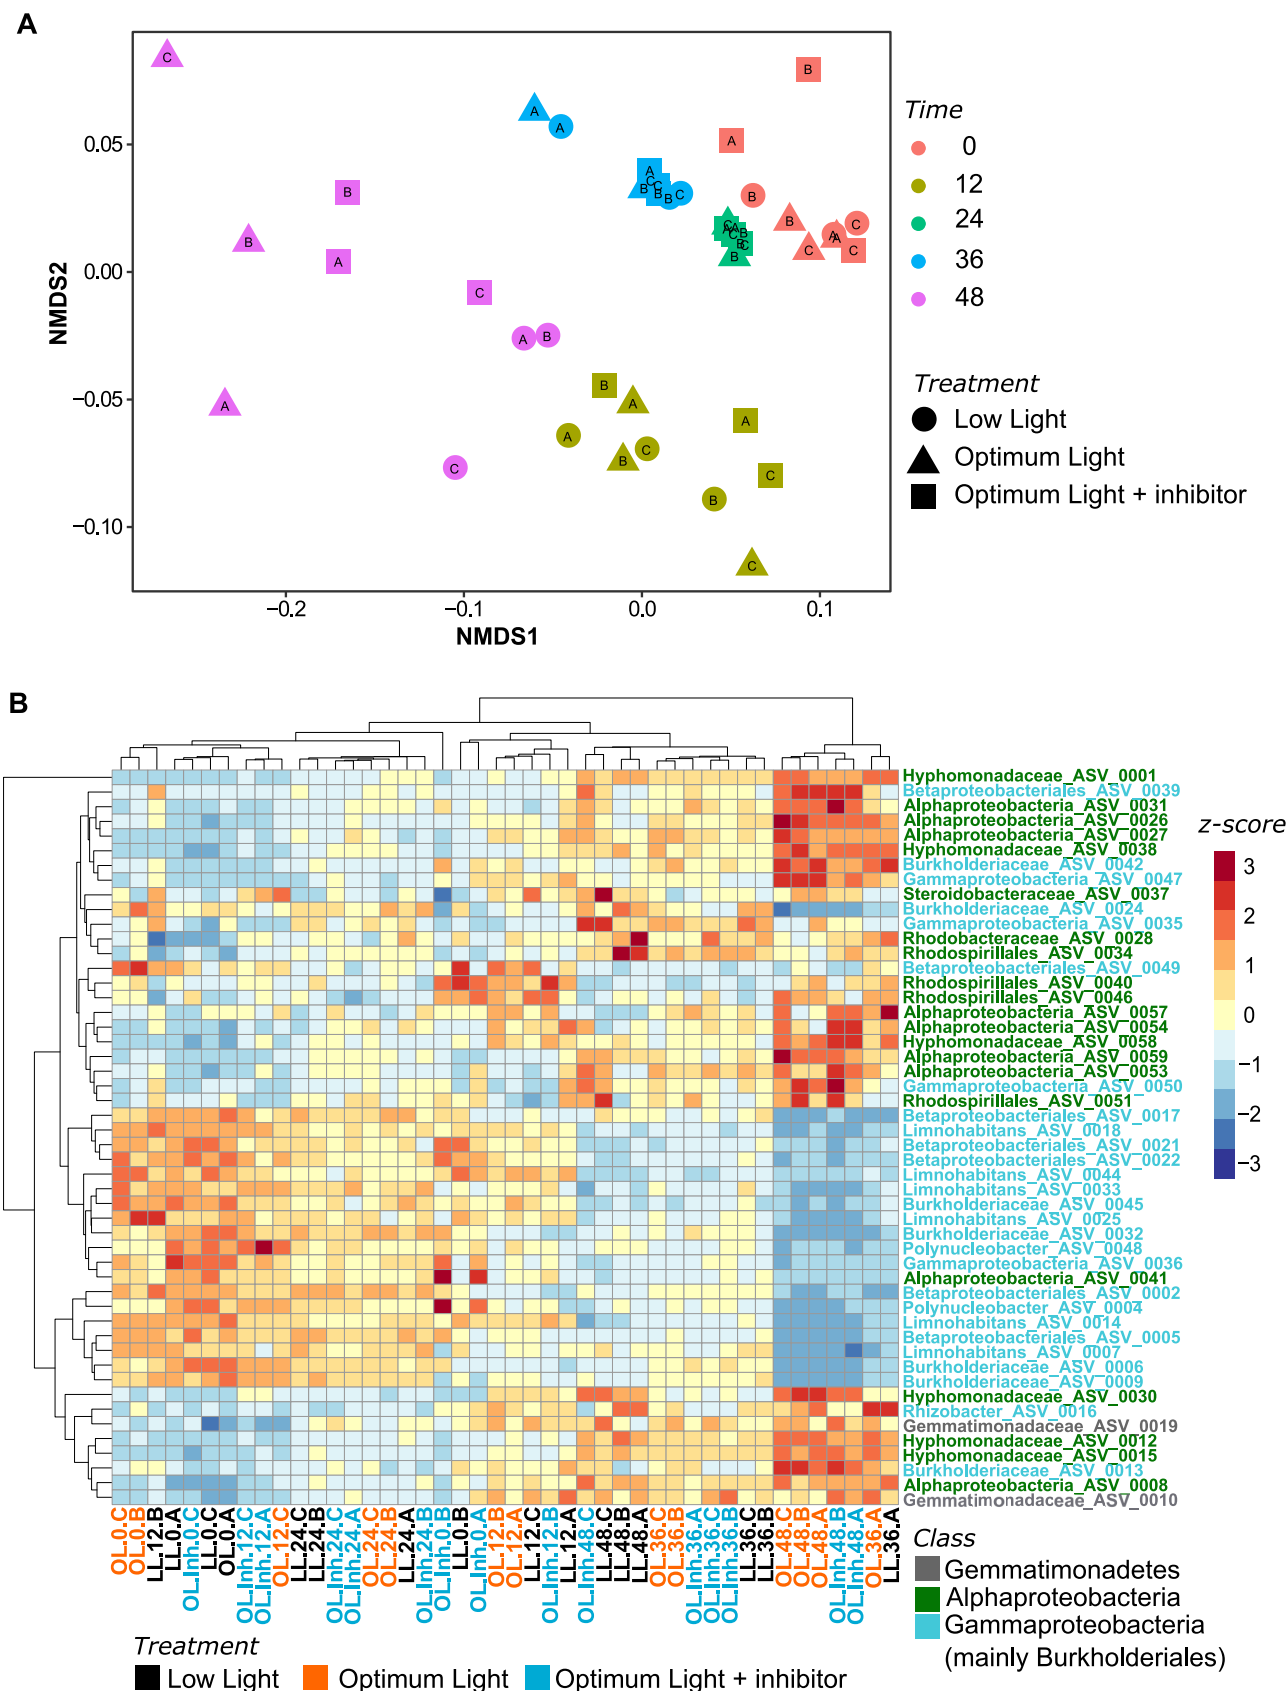 A
NMDS2
0.05
0.00
−0.05
−0.10
−0.2
−0.1
0.0
0.1
NMDS1
Time
0
12
24
36
48
Treatment
Low Light
Optimum Light
Optimum Light + inhibitor
C
B
A
A
A
B
B
A
C
A
B
B
A
C
A
B
C
C
A
C
B
A
B
A
A
A
C
B
C
B
C
C
B
Hyphomonadaceae_ASV_0001
Betaproteobacteriales_ASV_0039
Alphaproteobacteria_ASV_0031
Alphaproteobacteria_ASV_0026
Alphaproteobacteria_ASV_0027
Hyphomonadaceae_ASV_0038
Burkholderiaceae_ASV_0042
Gammaproteobacteria_ASV_0047
Steroidobacteraceae_ASV_0037
Burkholderiaceae_ASV_0024
Gammaproteobacteria_ASV_0035
Rhodobacteraceae_ASV_0028
Rhodospirillales_ASV_0034
Betaproteobacteriales_ASV_0049
Rhodospirillales_ASV_0040
Rhodospirillales_ASV_0046
Alphaproteobacteria_ASV_0057
Alphaproteobacteria_ASV_0054
Hyphomonadaceae_ASV_0058
Alphaproteobacteria_ASV_0059
Alphaproteobacteria_ASV_0053
Gammaproteobacteria_ASV_0050
Rhodospirillales_ASV_0051
Betaproteobacteriales_ASV_0017
Limnohabitans_ASV_0018
Betaproteobacteriales_ASV_0021
Betaproteobacteriales_ASV_0022
Limnohabitans_ASV_0044
Limnohabitans_ASV_0033
Burkholderiaceae_ASV_0045
Limnohabitans_ASV_0025
Burkholderiaceae_ASV_0032
Polynucleobacter_ASV_0048
Gammaproteobacteria_ASV_0036
Alphaproteobacteria_ASV_0041
Betaproteobacteriales_ASV_0002
Polynucleobacter_ASV_0004
Limnohabitans_ASV_0014
Betaproteobacteriales_ASV_0005
Limnohabitans_ASV_0007
Burkholderiaceae_ASV_0006
Burkholderiaceae_ASV_0009
Hyphomonadaceae_ASV_0030
Rhizobacter_ASV_0016
Gemmatimonadaceae_ASV_0019
Hyphomonadaceae_ASV_0012
Hyphomonadaceae_ASV_0015
Burkholderiaceae_ASV_0013
Alphaproteobacteria_ASV_0008
Gemmatimonadaceae_ASV_0010
z-score
3
2
1
0
−1
−2
−3
OL.0.C
OL.0.B
LL.12.B
LL.0.A
OL.Inh.0.C
LL.0.C
OL.0.A
OL.Inh.12.C
OL.Inh.12.A
OL.12.C
LL.24.C
LL.24.B
OL.Inh.24.C
OL.Inh.24.A
OL.24.C
OL.24.B
LL.24.A
OL.Inh.24.B
OL.Inh.0.B
LL.0.B
OL.Inh.0.A
OL.12.B
OL.12.A
LL.12.C
OL.Inh.12.B
LL.12.A
OL.Inh.48.C
LL.48.C
LL.48.B
LL.48.A
OL.36.C
OL.36.B
OL.Inh.36.A
OL.Inh.36.C
OL.Inh.36.B
LL.36.C
LL.36.B
OL.48.C
OL.48.B
OL.48.A
OL.Inh.48.B
OL.Inh.48.A
OL.36.A
LL.36.A
Class
Gemmatimonadetes
Alphaproteobacteria
Gammaproteobacteria
(mainly Burkholderiales)
Treatment
Low Light
Optimum Light
Optimum Light + inhibitor